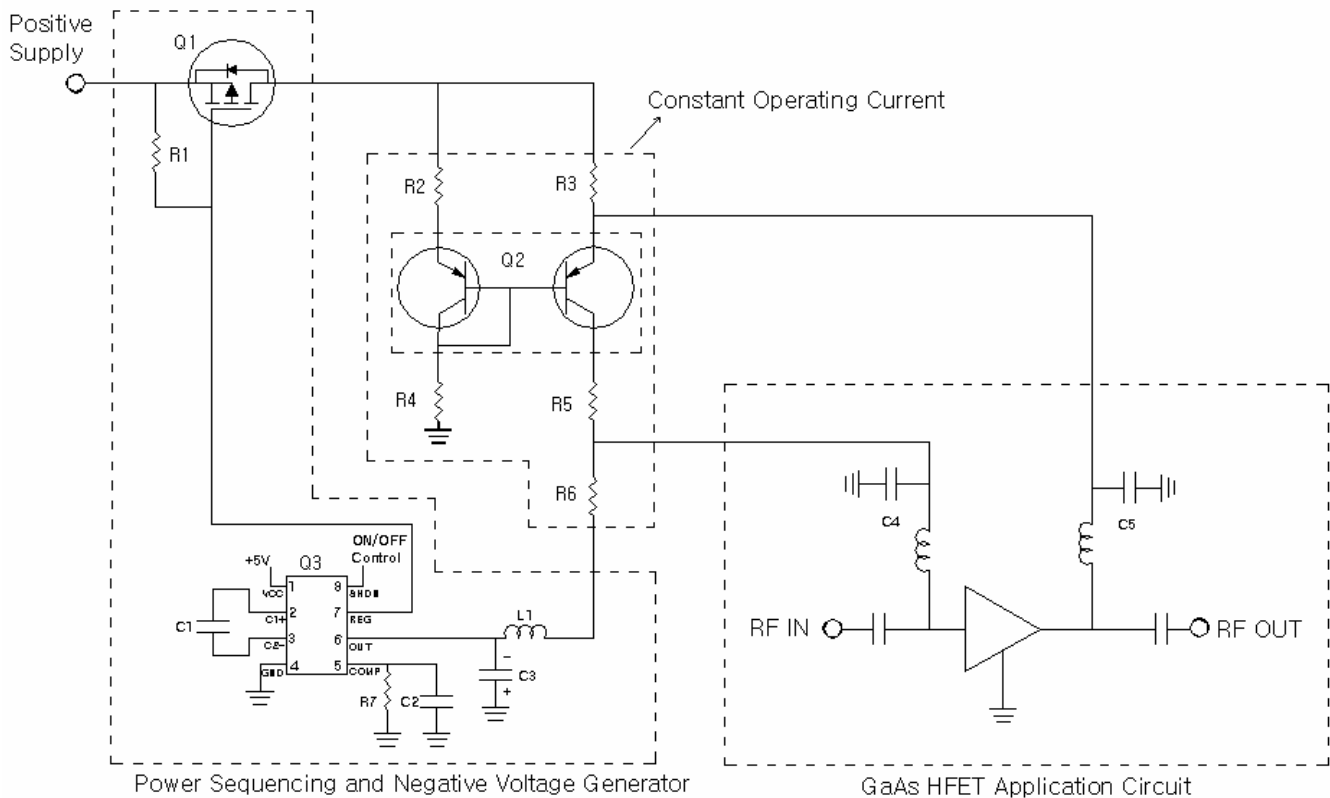 Positive
Supply
Q1
R1
Constant Operating Current
R2
R3
Q2
R4
R5
R6
C4
C5
ON/OFF
Control
+5V
Q3
1
VCC
8
SHDN
2
C1+
7
REG
C1
3
C2-
6
OUT
4
GND
5
COMP
L1
-
C3
+
R7
C2
RF IN
RF OUT
Power Sequencing and Negative Voltage Generator
GaAs HFET Application Circuit